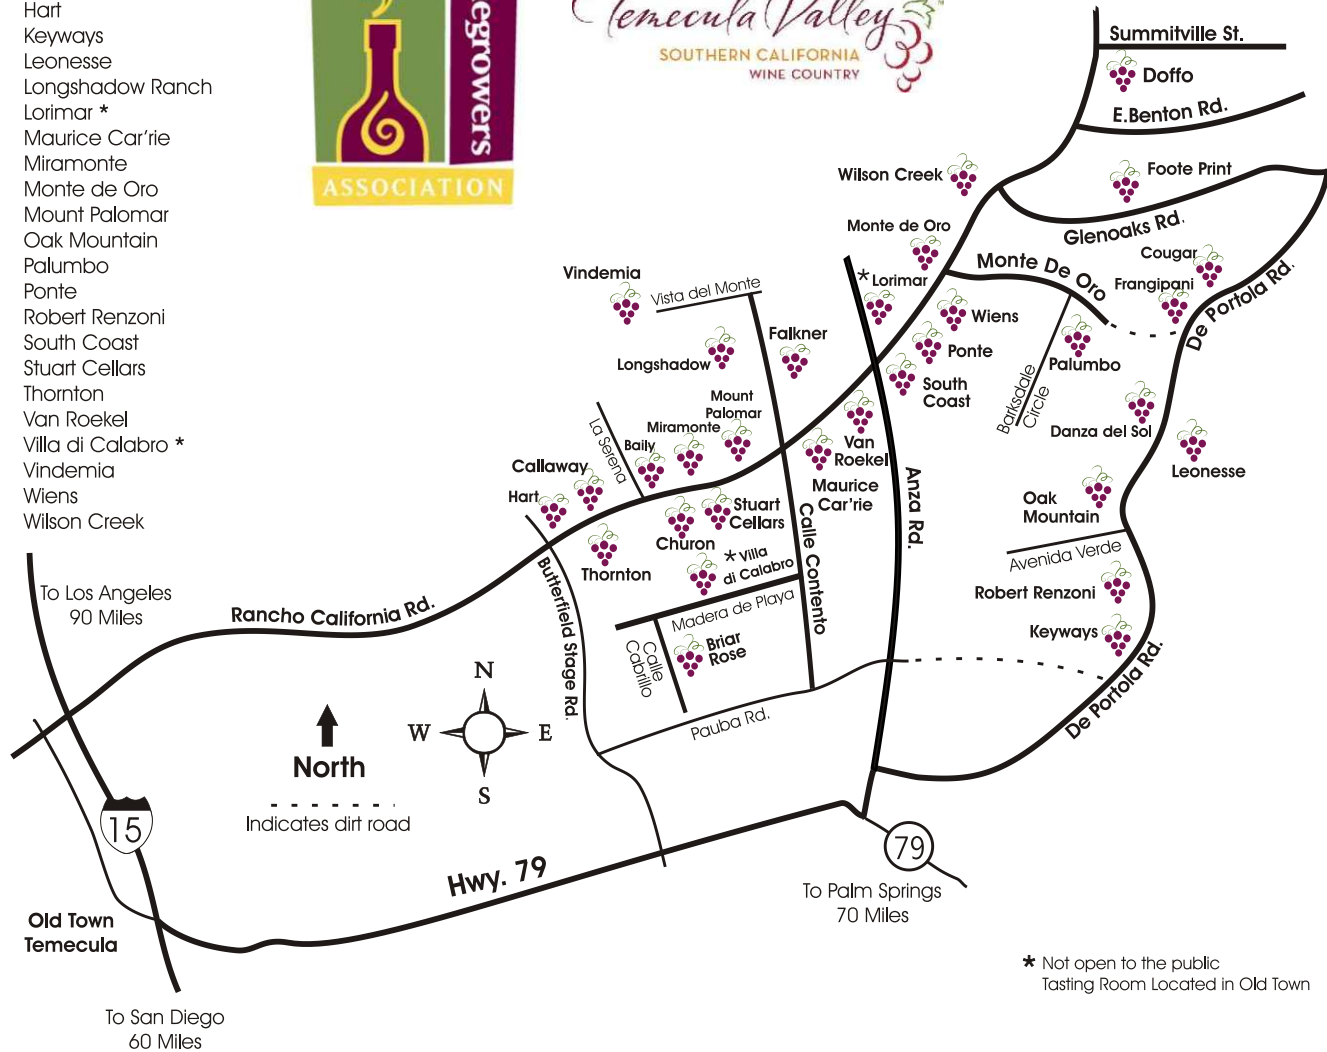 Hart
Keyways
Leonesse
Longshadow Ranch
Lorimar *
Maurice Car'rie
Miramonte
Monte de Oro
Mount Palomar
Oak Mountain
Palumbo
Ponte
Robert Renzoni
South Coast
Stuart Cellars
Thornton
Van Roekel
Villa di Calabro *
Vindemia
Wiens
Wilson Creek
egrowers
ASSOCIATION
Temecula Valley
SOUTHERN CALIFORNIA
WINE COUNTRY
Summitville St.
Doffo
E.Benton Rd.
Wilson Creek
Foote Print
Glenoaks Rd.
Monte de Oro
Cougar
Monte De Oro
Frangipani
De Portola Rd.
* Lorimar
Vindemia
Vista del Monte
Wiens
Falkner
Ponte
Longshadow
Palumbo
South
Coast
Barksdale
Circle
Mount
Palomar
Miramonte
La Serena
Baily
Van
Roekel
Danza del Sol
Leonesse
Callaway
Hart
Maurice
Car'rie
Anza Rd.
Oak
Mountain
Stuart
Cellars
Churon
Calle Contento
Avenida Verde
* Villa
di Calabro
Thornton
Butterfield Stage Rd.
Robert Renzoni
Madera de Playa
To Los Angeles
90 Miles
Rancho California Rd.
Keyways
Calle
Cabrillo
Briar
Rose
De Portola Rd.
Pauba Rd.
N
W
E
S
North
Indicates dirt road
15
79
Hwy. 79
To Palm Springs
70 Miles
Old Town
Temecula
* Not open to the public
Tasting Room Located in Old Town
To San Diego
60 Miles